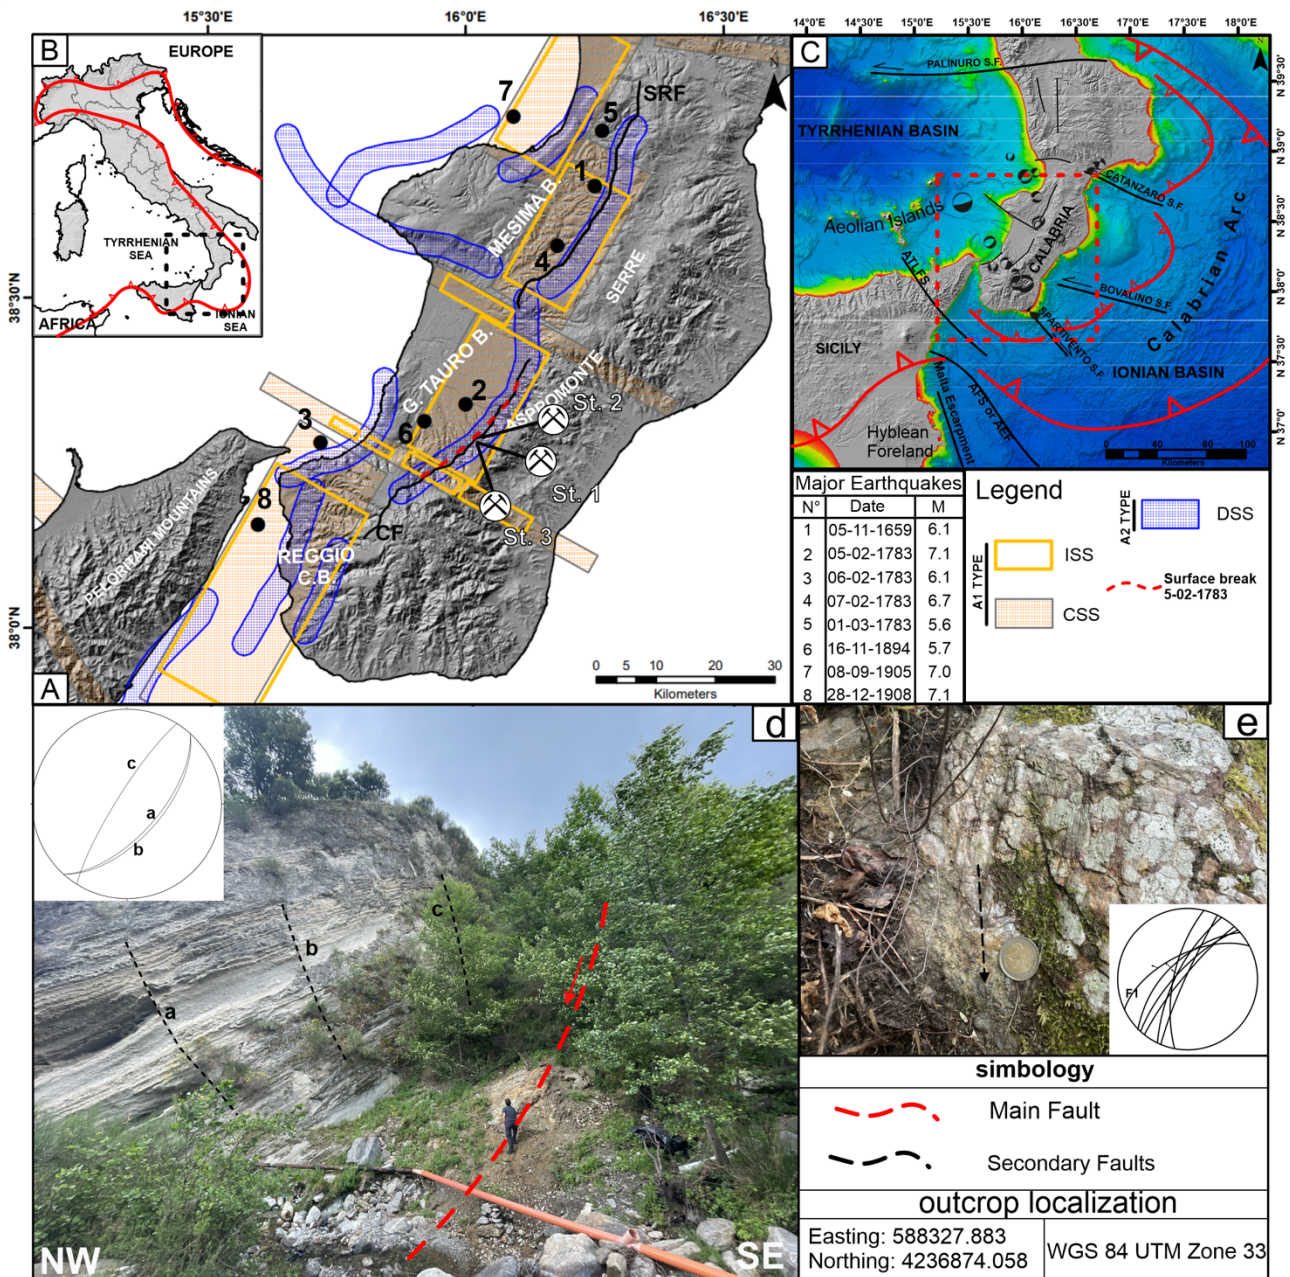 15°30'E
16°0'E
16°30'E
14°0'E
14°30'E
15°0'E
15°30'E
16°0'E
16°30'E
17°0'E
17°30'E
18°0'E
B
EUROPE
TYRRHENIAN
SEA
AFRICA
IONIAN
SEA
38°30'N
38°0'N
7
5
SRF
1
MESIMA B.
4
SERRE
G. TAURO B.
2
ASPROMONTE
St. 2
3
6
St. 1
8
St. 3
CF
PELORITANI MOUNTAINS
REGGIO
C.B.
N
0 5 10 20 30
Kilometers
A
C
N
PALINURO S.F.
TYRRHENIAN BASIN
CATANZARO S.F.
Aeolian Islands
CALABRIA
ATLFS
BOVALINO S.F.
Calabrian Arc
SPARTIVENTO S.F.
SICILY
IONIAN BASIN
Malta Escarpment
AFS or AEF
Hyblean
Foreland
0 20 40 60 80 100
Kilometers
N 39°30'
N 39°0'
N 38°30'
N 38°0'
N 37°30'
N 37°0'
Major Earthquakes
N° Date M
1 05-11-1659 6.1
2 05-02-1783 7.1
3 06-02-1783 6.1
4 07-02-1783 6.7
5 01-03-1783 5.6
6 16-11-1894 5.7
7 08-09-1905 7.0
8 28-12-1908 7.1
Legend
A1 TYPE
ISS
CSS
A2 TYPE
DSS
Surface break
5-02-1783
d
c
a
b
a
b
c
NW
SE
e
F1
simbology
Main Fault
Secondary Faults
outcrop localization
Easting: 588327.883
Northing: 4236874.058
WGS 84 UTM Zone 33